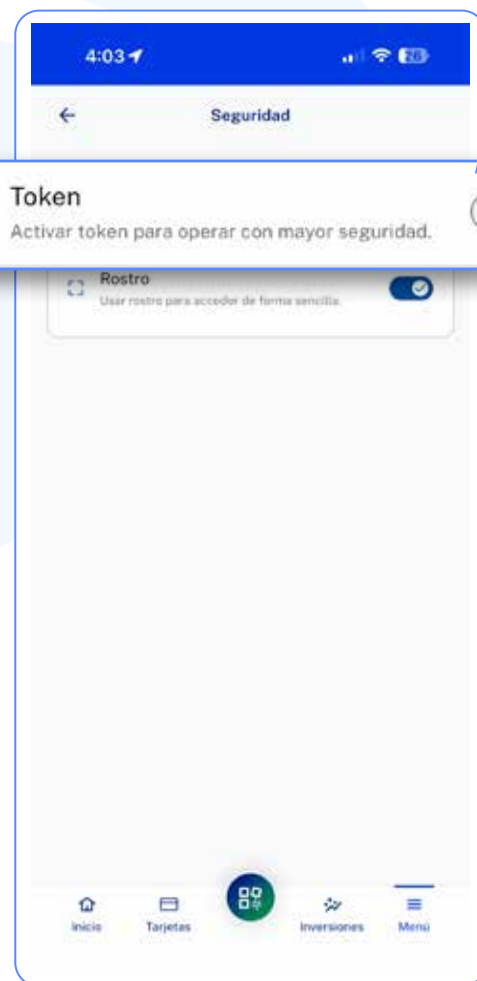 4:03
Seguridad
Token
Activar token para operar con mayor seguridad.
Rostro
Usar rostro para acceder de forma sencilla.
Inicio
Tarjetas
Inversiones
Menú